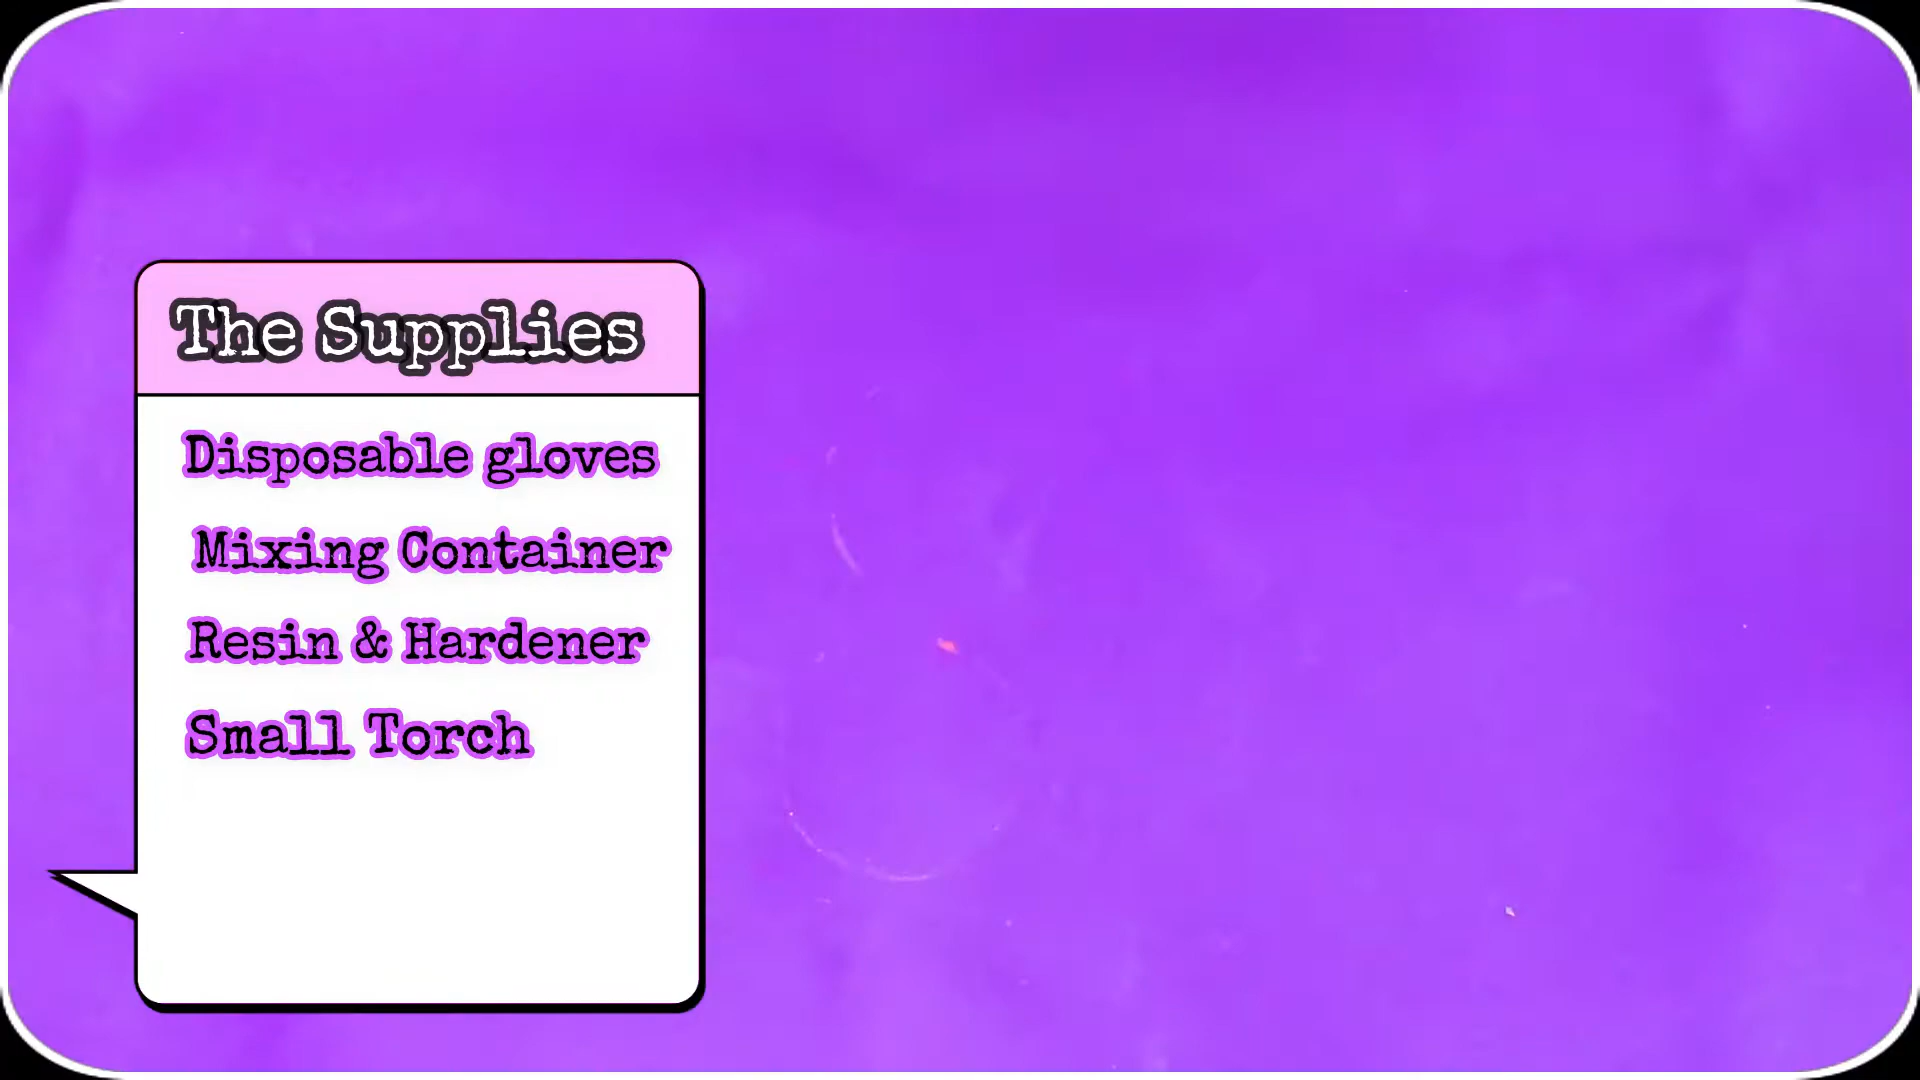 The Supplies
Disposable gloves
Mixing Container
Resin & Hardener
Small Torch